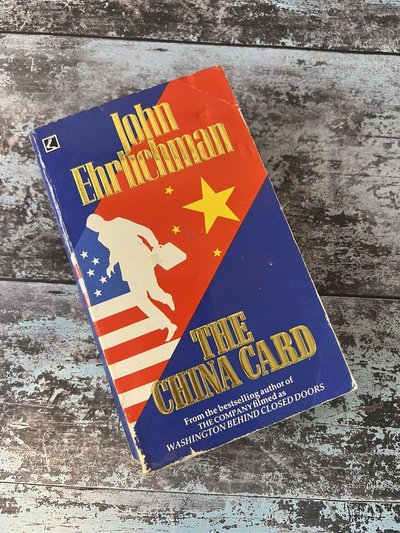 John
Ehrlichman
THE
CHINA CARD
From the bestselling author of
THE COMPANY filmed as
WASHINGTON BEHIND CLOSED DOORS